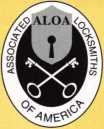 ALOA
ASSOCIATED LOCKSMITHS
OF AMERICA